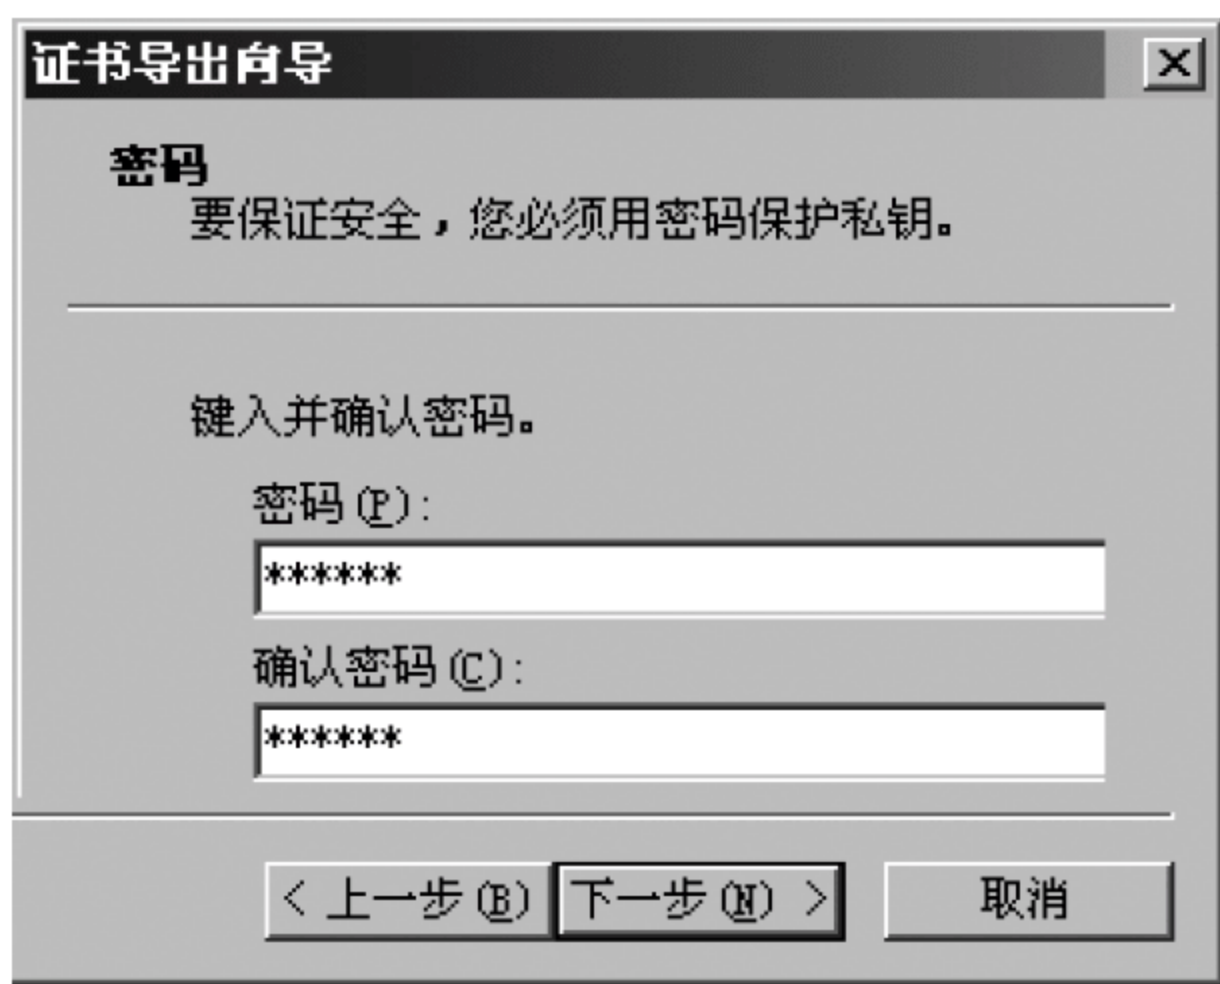 证书导出向导
密码
要保证安全，您必须用密码保护私钥。
键入并确认密码。
密码(P):
******
确认密码(C):
******
< 上一步(B) 下一步(N) > 取消